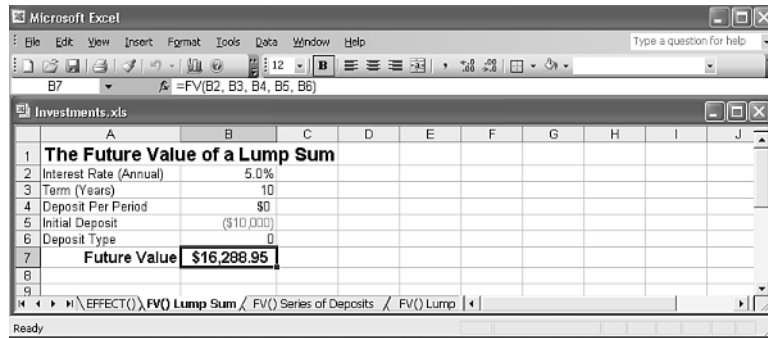 Microsoft Excel
File Edit View Insert Format Tools Data Window Help Type a question for help
12 B
B7 fx =FV(B2, B3, B4, B5, B6)
Investments.xls
A B C D E F G H I J
1 The Future Value of a Lump Sum
2 Interest Rate (Annual) 5.0%
3 Term (Years) 10
4 Deposit Per Period $0
5 Initial Deposit ($10,000)
6 Deposit Type 0
7 Future Value $16,288.95
8
9
EFFECT() FV() Lump Sum FV() Series of Deposits FV() Lump
Ready